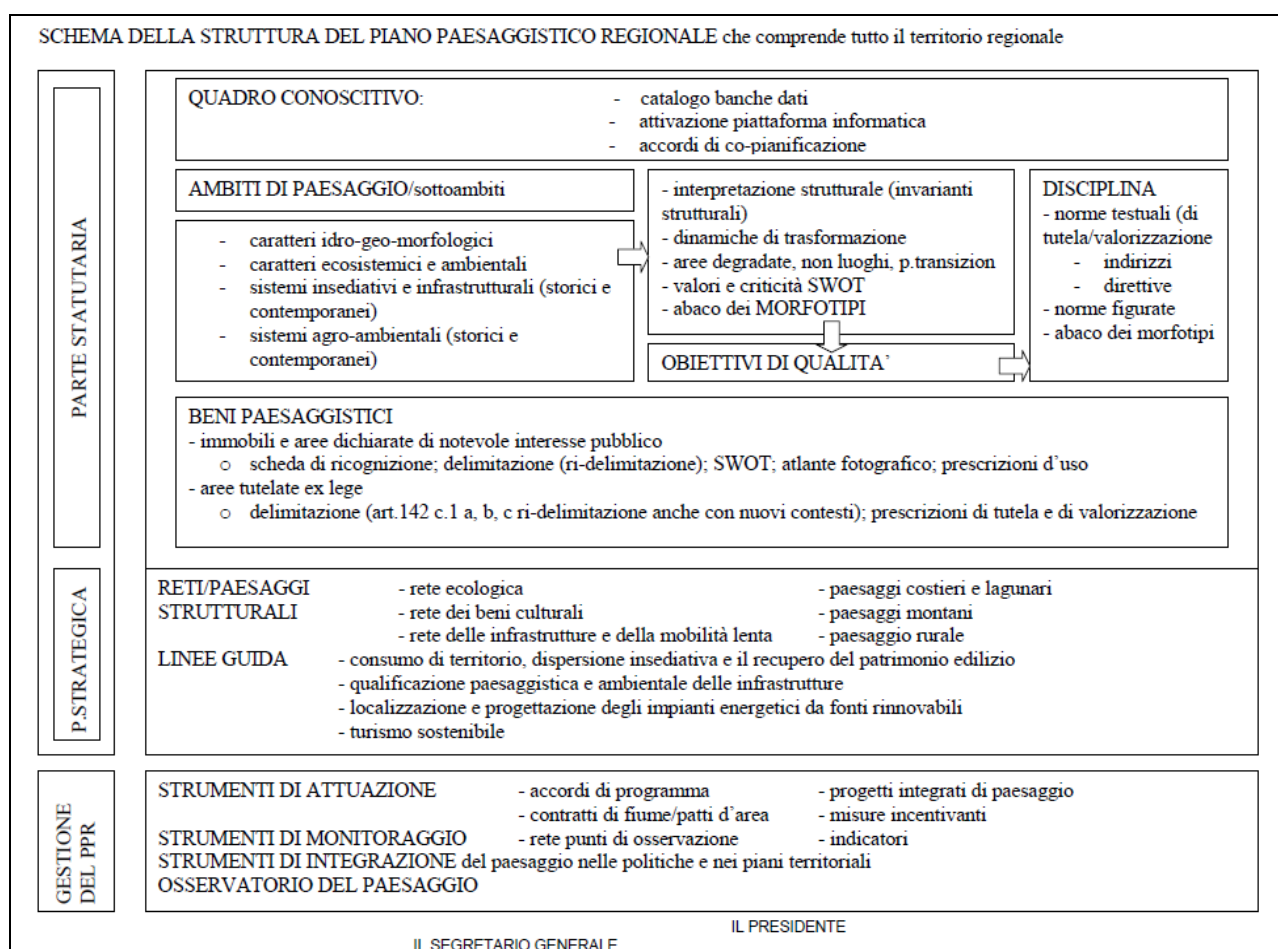 SCHEMA DELLA STRUTTURA DEL PIANO PAESAGGISTICO REGIONALE che comprende tutto il territorio regionale
PARTE STATUTARIA
QUADRO CONOSCITIVO:
- catalogo banche dati
- attivazione piattaforma informatica
- accordi di co-pianificazione
AMBITI DI PAESAGGIO/sottoambiti
- caratteri idro-geo-morfologici
- caratteri ecosistemici e ambientali
- sistemi insediativi e infrastrutturali (storici e
contemporanei)
- sistemi agro-ambientali (storici e
contemporanei)
- interpretazione strutturale (invarianti
strutturali)
- dinamiche di trasformazione
- aree degradate, non luoghi, p.transizion
- valori e criticità SWOT
- abaco dei MORFOTIPI
OBIETTIVI DI QUALITA’
DISCIPLINA
- norme testuali (di
tutela/valorizzazione
- indirizzi
- direttive
- norme figurate
- abaco dei morfotipi
BENI PAESAGGISTICI
- immobili e aree dichiarate di notevole interesse pubblico
o scheda di ricognizione; delimitazione (ri-delimitazione); SWOT; atlante fotografico; prescrizioni d’uso
- aree tutelate ex lege
o delimitazione (art.142 c.1 a, b, c ri-delimitazione anche con nuovi contesti); prescrizioni di tutela e di valorizzazione
P.STRATEGICA
RETI/PAESAGGI - rete ecologica - paesaggi costieri e lagunari
STRUTTURALI - rete dei beni culturali - paesaggi montani
- rete delle infrastrutture e della mobilità lenta - paesaggio rurale
LINEE GUIDA - consumo di territorio, dispersione insediativa e il recupero del patrimonio edilizio
- qualificazione paesaggistica e ambientale delle infrastrutture
- localizzazione e progettazione degli impianti energetici da fonti rinnovabili
- turismo sostenibile
GESTIONE
DEL PPR
STRUMENTI DI ATTUAZIONE - accordi di programma - progetti integrati di paesaggio
- contratti di fiume/patti d’area - misure incentivanti
STRUMENTI DI MONITORAGGIO - rete punti di osservazione - indicatori
STRUMENTI DI INTEGRAZIONE del paesaggio nelle politiche e nei piani territoriali
OSSERVATORIO DEL PAESAGGIO
IL PRESIDENTE
IL SEGRETARIO GENERALE